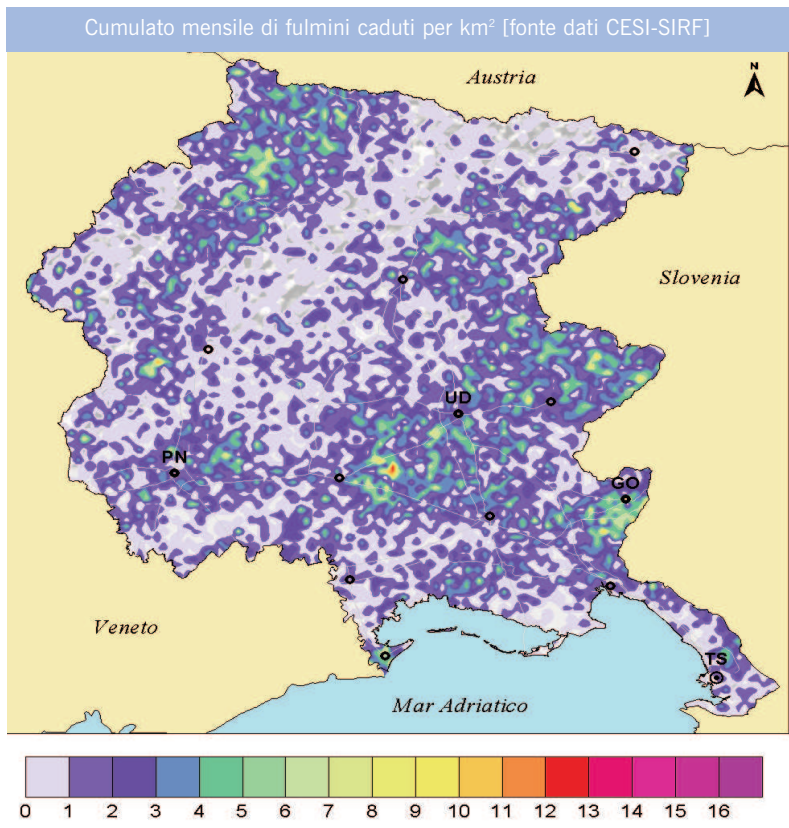 Cumulato mensile di fulmini caduti per km² [fonte dati CESI-SIRF]
Austria
N
Slovenia
UD
PN
GO
Veneto
TS
Mar Adriatico
0 1 2 3 4 5 6 7 8 9 10 11 12 13 14 15 16